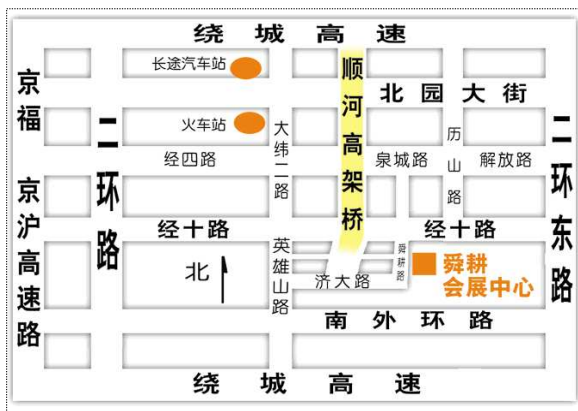 绕城高速
京福
京沪高速路
二环路
长途汽车站
火车站
大纬二路
顺河高架桥
北园大街
历山路
二环东路
经四路
泉城路
解放路
经十路
经十路
英雄山路
舜耕路
北
济大路
舜耕
会展中心
南外环路
绕城高速